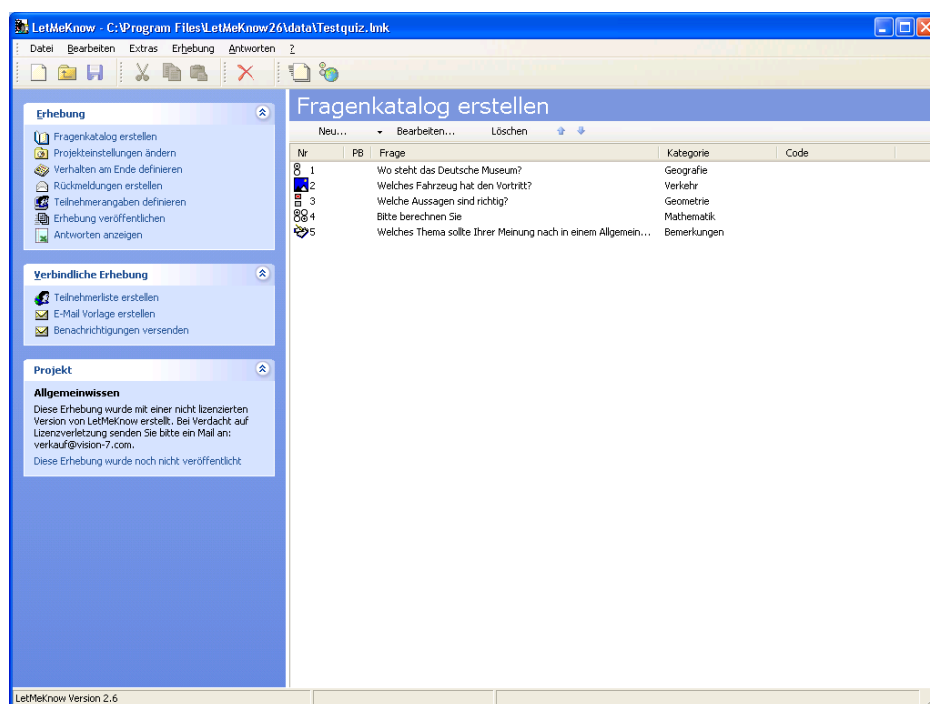 LetMeKnow - C:\Program Files\LetMeKnow26\data\Testquiz.lmk
Datei Bearbeiten Extras Erhebung Antworten ?
Erhebung
Fragenkatalog erstellen
Projekteinstellungen ändern
Verhalten am Ende definieren
Rückmeldungen erstellen
Teilnehmerangaben definieren
Erhebung veröffentlichen
Antworten anzeigen
Verbindliche Erhebung
Teilnehmerliste erstellen
E-Mail Vorlage erstellen
Benachrichtigungen versenden
Projekt
Allgemeinwissen
Diese Erhebung wurde mit einer nicht lizenzierten
Version von LetMeKnow erstellt. Bei Verdacht auf
Lizenzverletzung senden Sie bitte ein Mail an:
verkauf@vision-7.com.
Diese Erhebung wurde noch nicht veröffentlicht
Fragenkatalog erstellen
Neu... Bearbeiten... Löschen
Nr PB Frage Kategorie Code
1 Wo steht das Deutsche Museum? Geografie
2 Welches Fahrzeug hat den Vortritt? Verkehr
3 Welche Aussagen sind richtig? Geometrie
4 Bitte berechnen Sie Mathematik
5 Welches Thema sollte Ihrer Meinung nach in einem Allgemein... Bemerkungen
LetMeKnow Version 2.6